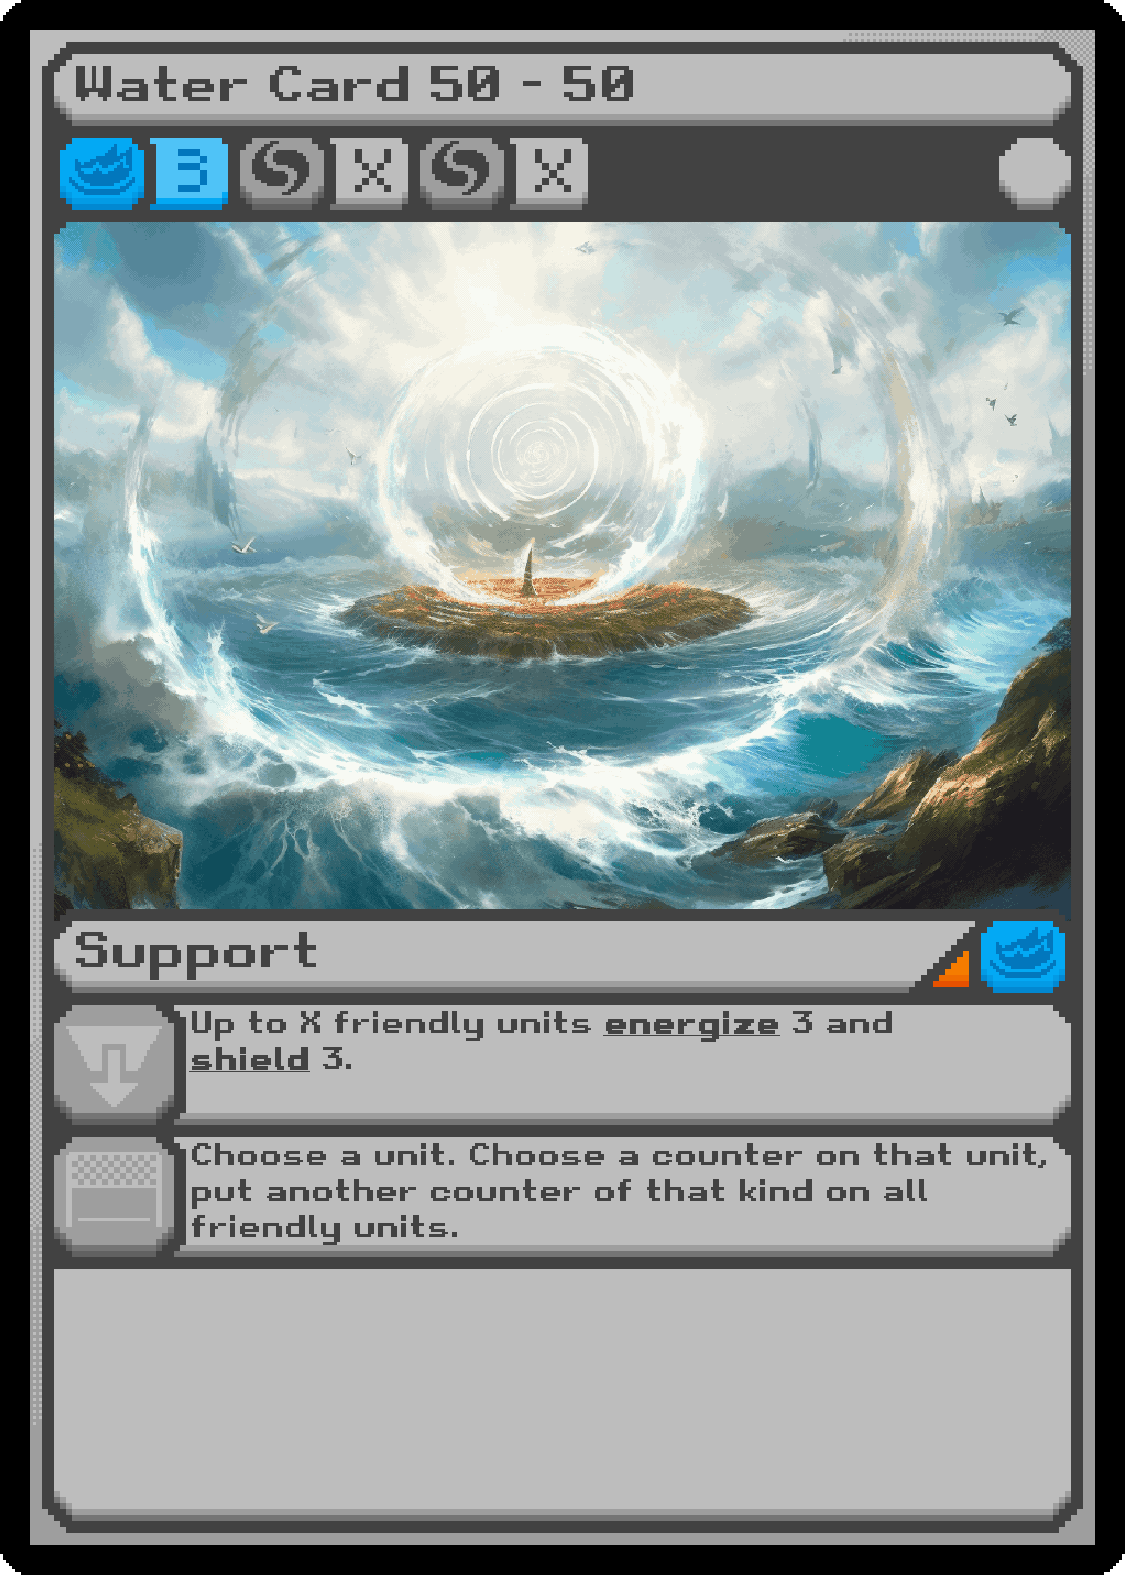 Water Card 50 - 50
3 X X
Support
Up to X friendly units energize 3 and
shield 3.
Choose a unit. Choose a counter on that unit,
put another counter of that kind on all
friendly units.